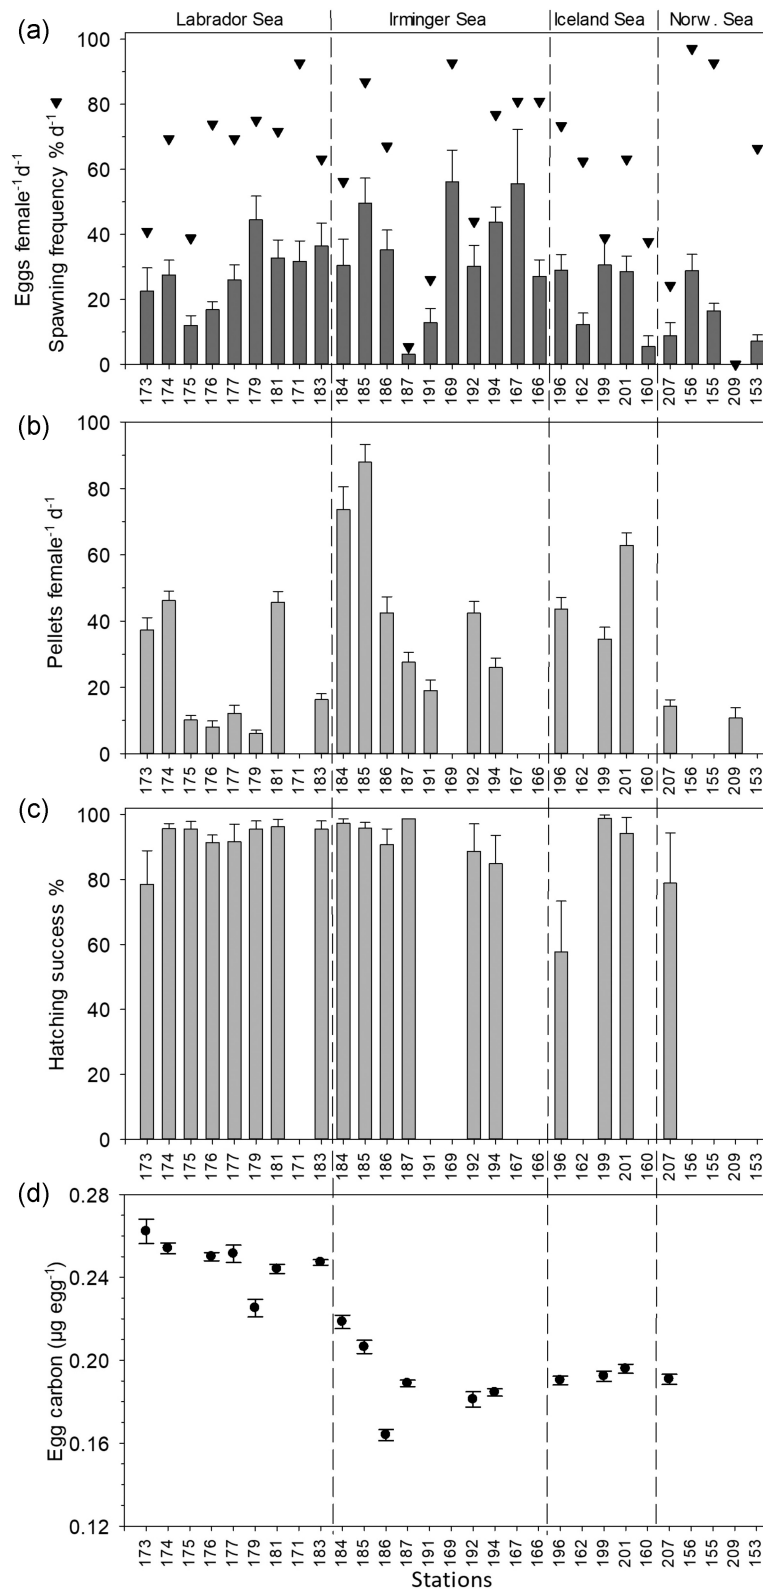 Labrador Sea Irminger Sea Iceland Sea Norw. Sea
(a)
Eggs female⁻¹d⁻¹
Spawning frequency % d⁻¹ ▼
100
80
60
40
20
0
173 174 175 176 177 179 181 171 183 184 185 186 187 191 169 192 194 167 166 196 162 199 201 160 207 156 155 209 153
(b)
Pellets female⁻¹ d⁻¹
100
80
60
40
20
0
173 174 175 176 177 179 181 171 183 184 185 186 187 191 169 192 194 167 166 196 162 199 201 160 207 156 155 209 153
(c)
Hatching success %
100
80
60
40
20
0
173 174 175 176 177 179 181 171 183 184 185 186 187 191 169 192 194 167 166 196 162 199 201 160 207 156 155 209 153
(d)
Egg carbon (µg egg⁻¹)
0.28
0.24
0.20
0.16
0.12
173 174 175 176 177 179 181 171 183 184 185 186 187 191 169 192 194 167 166 196 162 199 201 160 207 156 155 209 153
Stations